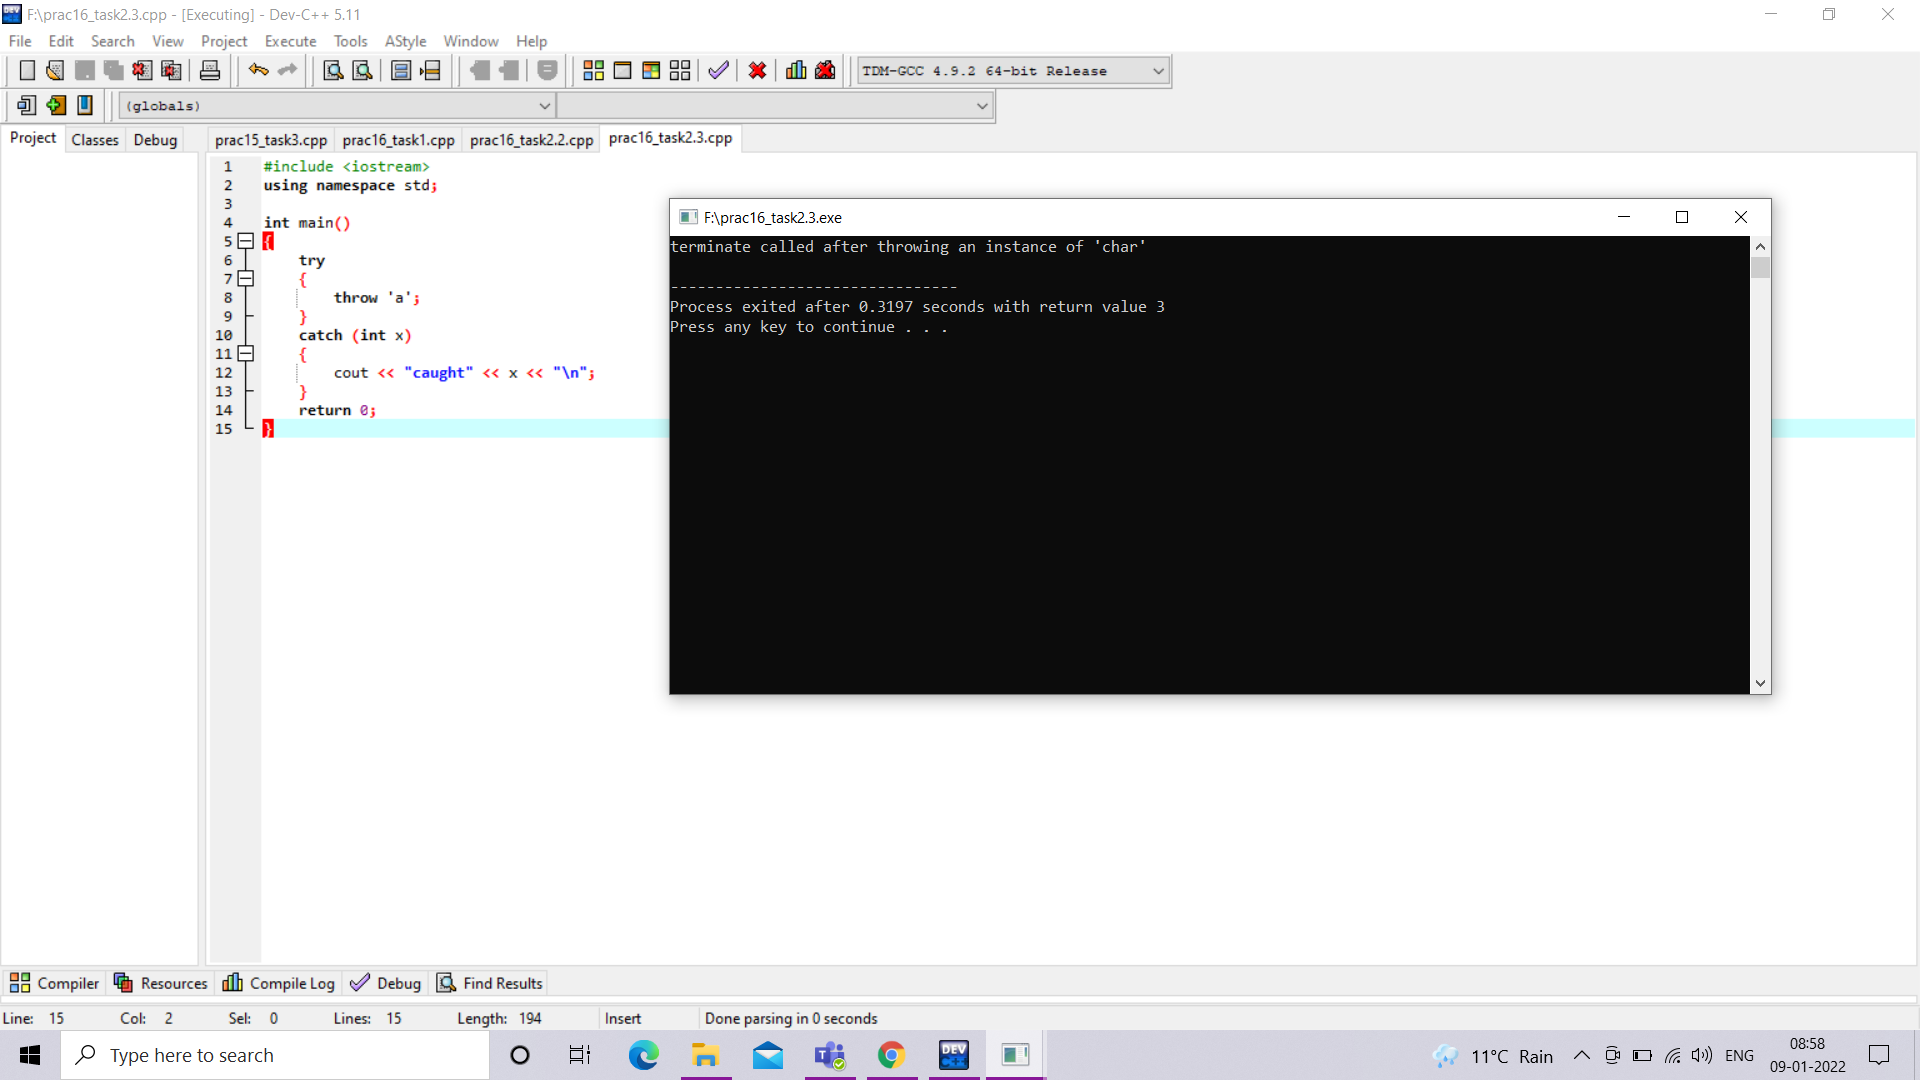 F:\prac16_task2.3.cpp - [Executing] - Dev-C++ 5.11
File Edit Search View Project Execute Tools AStyle Window Help
TDM-GCC 4.9.2 64-bit Release
(globals)
Project Classes Debug
prac15_task3.cpp prac16_task1.cpp prac16_task2.2.cpp prac16_task2.3.cpp
1 #include <iostream>
2 using namespace std;
3
4 int main()
5 {
6 try
7 {
8 throw 'a';
9 }
10 catch (int x)
11 {
12 cout << "caught" << x << "\n";
13 }
14 return 0;
15 }
F:\prac16_task2.3.exe
terminate called after throwing an instance of 'char'
--------------------------------
Process exited after 0.3197 seconds with return value 3
Press any key to continue . . .
Compiler Resources Compile Log Debug Find Results
Line: 15 Col: 2 Sel: 0 Lines: 15 Length: 194 Insert Done parsing in 0 seconds
Type here to search
DEV C++
11°C Rain
ENG
08:58
09-01-2022